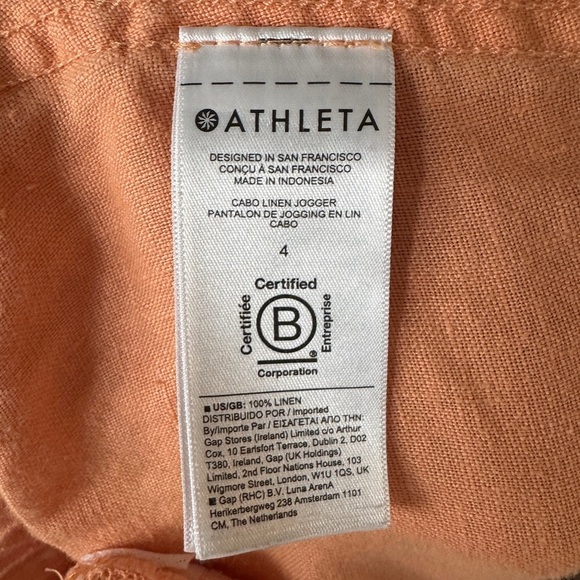 ATHLETA
DESIGNED IN SAN FRANCISCO
CONÇU À SAN FRANCISCO
MADE IN INDONESIA
CABO LINEN JOGGER
PANTALON DE JOGGING EN LIN
CABO
4
Certified
Certifiée
B
®
Entreprise
Corporation
■ US/GB: 100% LINEN
DISTRIBUIDO POR / Imported
By/Importe Par / ΕΙΣΑΓΕΤΑΙ ΑΠΟ ΤΗΝ:
Gap Stores (Ireland) Limited c/o Arthur
Cox, 10 Earlsfort Terrace, Dublin 2, D02
T380, Ireland, Gap (UK Holdings)
Limited, 2nd Floor Nations House, 103
Wigmore Street, London, W1U 1QS, UK
■ Gap (RHC) B.V. Luna ArenA
Herikerbergweg 238 Amsterdam 1101
CM, The Netherlands